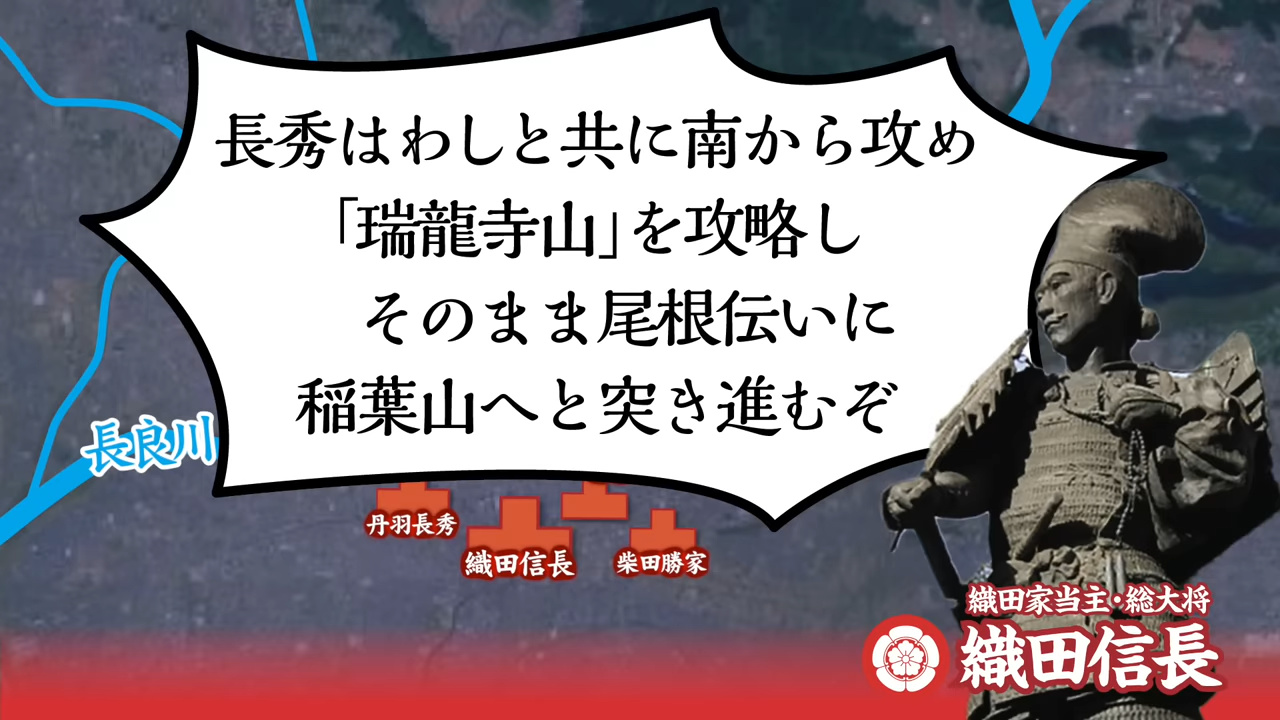 長秀はわしと共に南から攻め
「瑞龍寺山」を攻略し
そのまま尾根伝いに
稲葉山へと突き進むぞ
長良川
丹羽長秀
織田信長
柴田勝家
織田家当主・総大将
織田信長